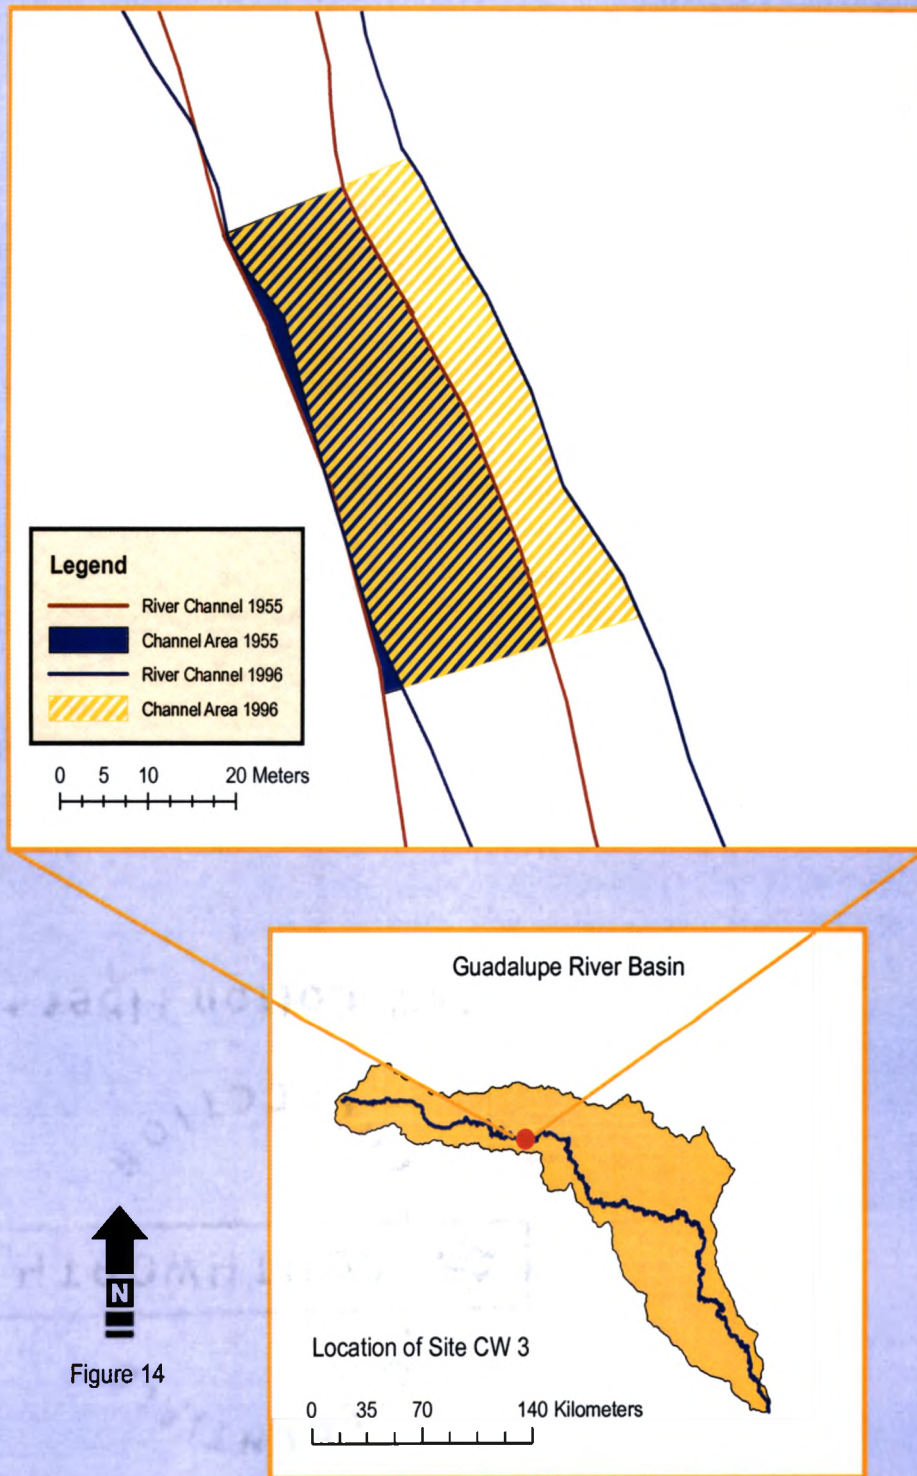 Legend
River Channel 1955
Channel Area 1955
River Channel 1996
Channel Area 1996
0 5 10 20 Meters
Guadalupe River Basin
N
Figure 14
Location of Site CW 3
0 35 70 140 Kilometers